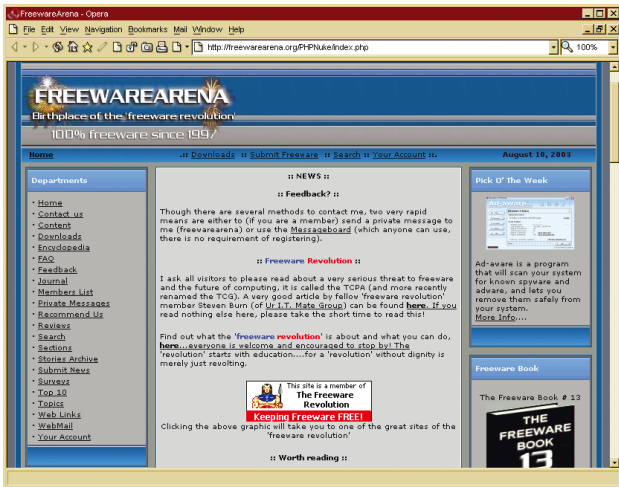 FreewareArena - Opera
File Edit View Navigation Bookmarks Mail Window Help
http://freewarearena.org/PHPNuke/index.php
100%
FREEWAREARENA
Birthplace of the 'freeware revolution'
100% freeware since 1997
Home
.:: Downloads :: Submit Freeware :: Search :: Your Account ::.
August 10, 2003
Departments
· Home
· Contact us
· Content
· Downloads
· Encyclopedia
· FAQ
· Feedback
· Journal
· Members List
· Private Messages
· Recommend Us
· Reviews
· Search
· Sections
· Stories Archive
· Submit News
· Surveys
· Top 10
· Topics
· Web Links
· WebMail
· Your Account
:: NEWS ::
:: Feedback? ::
Though there are several methods to contact me, two very rapid
means are either to (if you are a member) send a private message to
me (freewarearena) or use the Messageboard (which anyone can use,
there is no requirement of registering).
:: Freeware Revolution ::
I ask all visitors to please read about a very serious threat to freeware
and the future of computing, it is called the TCPA (and more recently
renamed the TCG). A very good article by fellow 'freeware revolution'
member Steven Burn (of Ur I.T. Mate Group) can be found here. If you
read nothing else here, please take the short time to read this!
Find out what the 'freeware revolution' is about and what you can do,
here...everyone is welcome and encouraged to stop by! The
'revolution' starts with education....for a 'revolution' without dignity is
merely just revolting.
This site is a member of
The Freeware
Revolution
Keeping Freeware FREE!
Clicking the above graphic will take you to one of the great sites of the
'freeware revolution'
:: Worth reading ::
Pick O' The Week
Ad-aware
Ad-aware is a program
that will scan your system
for known spyware and
adware, and lets you
remove them safely from
your system.
More Info....
Freeware Book
The Freeware Book # 13
THE
FREEWARE
BOOK
13